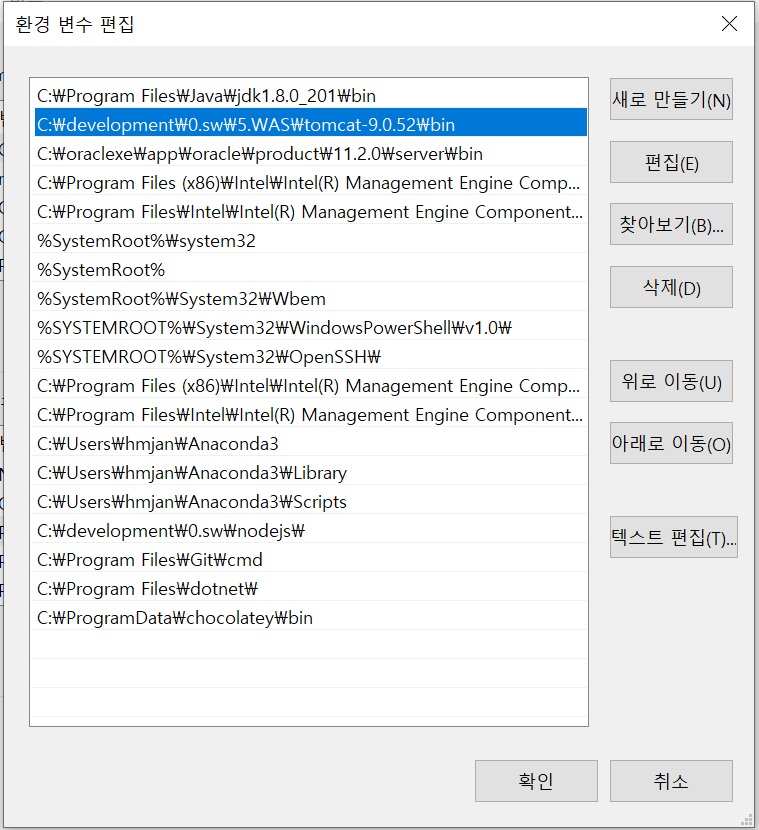 환경 변수 편집
C:₩Program Files₩Java₩jdk1.8.0_201₩bin
C:₩development₩0.sw₩5.WAS₩tomcat-9.0.52₩bin
C:₩oraclexe₩app₩oracle₩product₩11.2.0₩server₩bin
C:₩Program Files (x86)₩Intel₩Intel(R) Management Engine Comp...
C:₩Program Files₩Intel₩Intel(R) Management Engine Component...
%SystemRoot%₩system32
%SystemRoot%
%SystemRoot%₩System32₩Wbem
%SYSTEMROOT%₩System32₩WindowsPowerShell₩v1.0₩
%SYSTEMROOT%₩System32₩OpenSSH₩
C:₩Program Files (x86)₩Intel₩Intel(R) Management Engine Comp...
C:₩Program Files₩Intel₩Intel(R) Management Engine Component...
C:₩Users₩hmjan₩Anaconda3
C:₩Users₩hmjan₩Anaconda3₩Library
C:₩Users₩hmjan₩Anaconda3₩Scripts
C:₩development₩0.sw₩nodejs₩
C:₩Program Files₩Git₩cmd
C:₩Program Files₩dotnet₩
C:₩ProgramData₩chocolatey₩bin
새로 만들기(N)
편집(E)
찾아보기(B)...
삭제(D)
위로 이동(U)
아래로 이동(O)
텍스트 편집(T)...
확인
취소